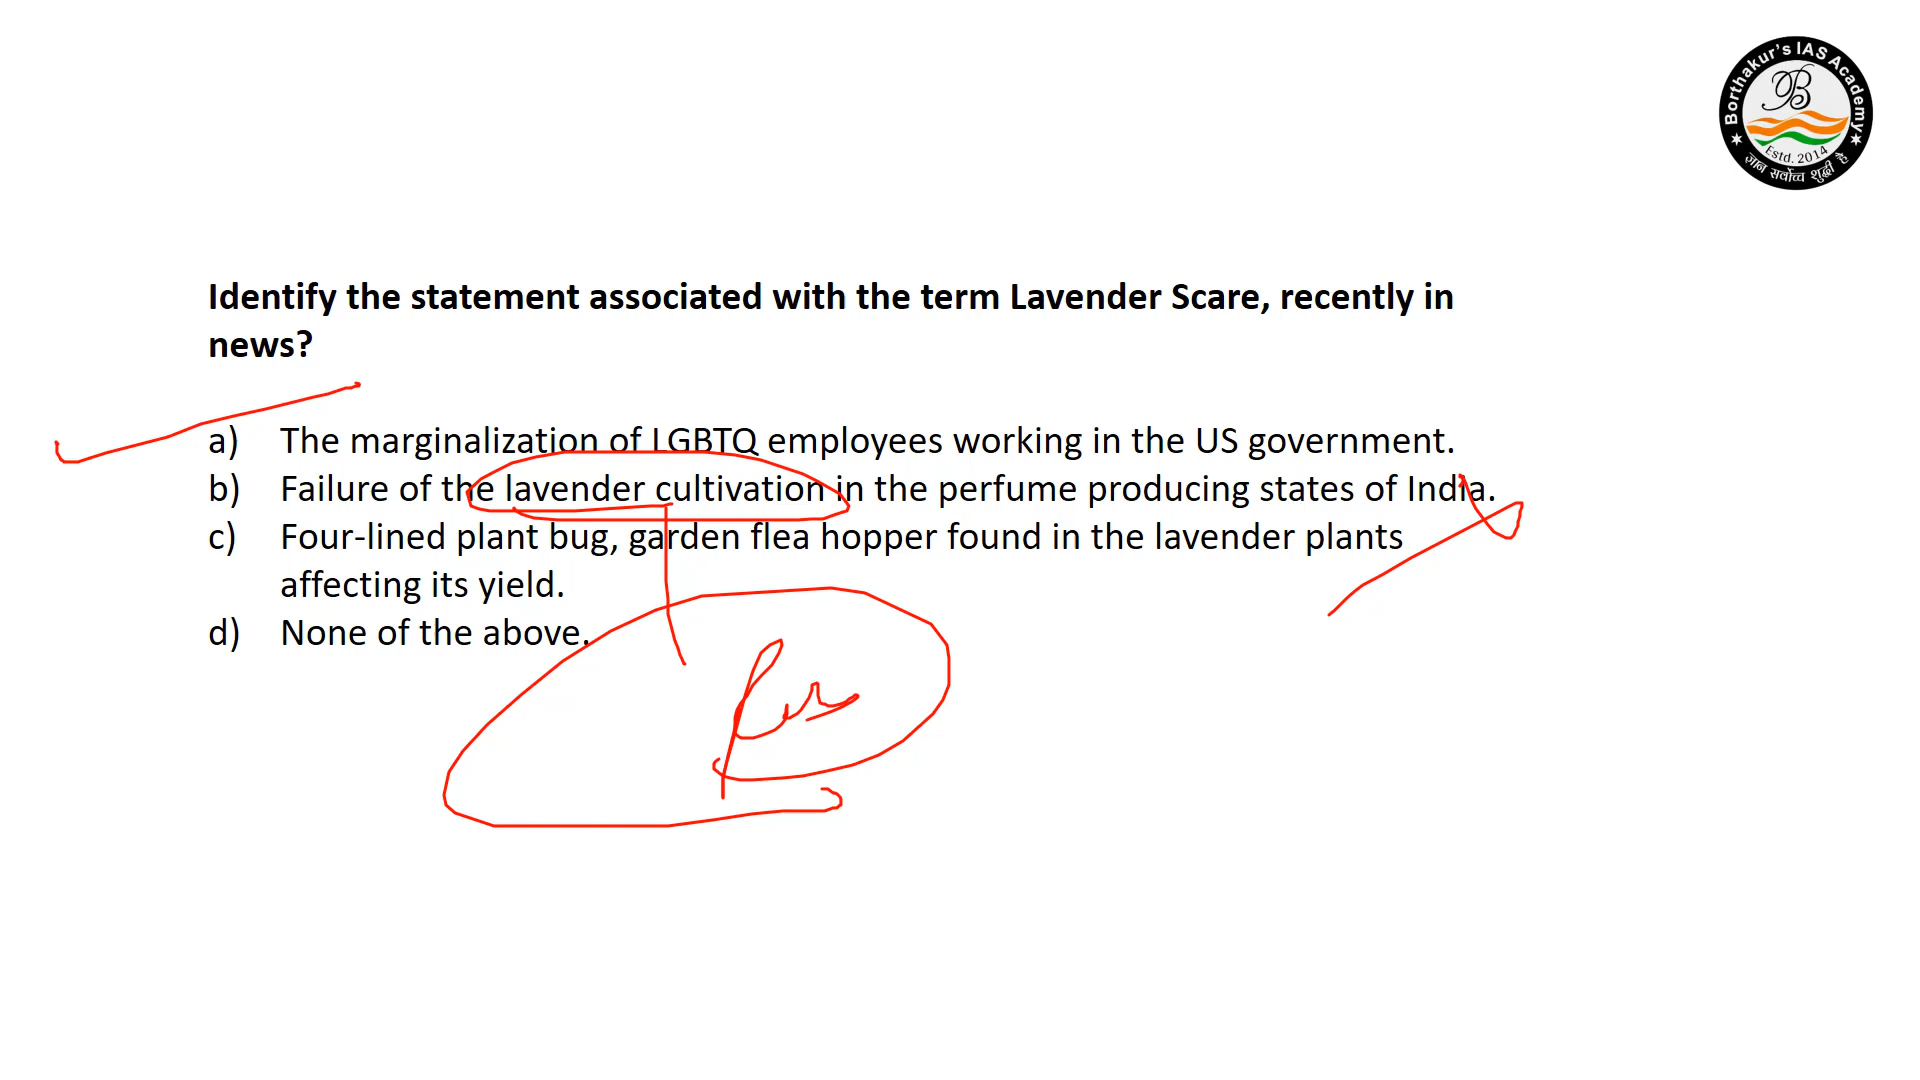 Borthakur's IAS Academy
B
Estd. 2014
ज्ञान सर्वोच्च शुद्धी है
Identify the statement associated with the term Lavender Scare, recently in
news?
a) The marginalization of LGBTQ employees working in the US government.
b) Failure of the lavender cultivation in the perfume producing states of India.
c) Four-lined plant bug, garden flea hopper found in the lavender plants
affecting its yield.
d) None of the above.